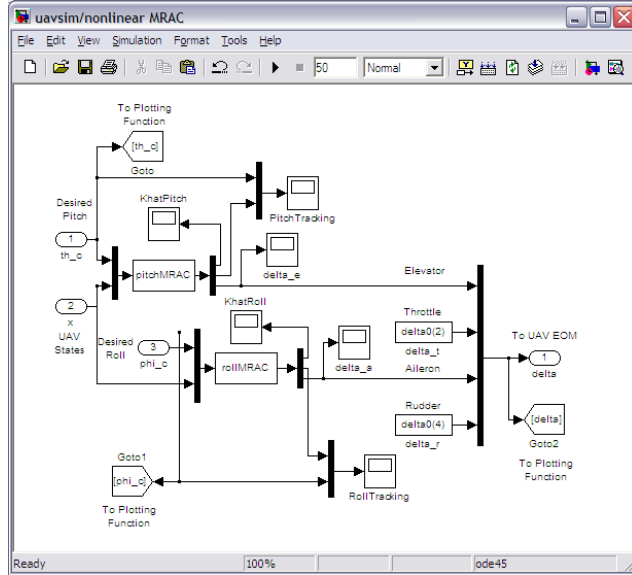 uavsim/nonlinear MRAC
File Edit View Simulation Format Tools Help
50
Normal
To Plotting
Function
[th_c]
Goto
Desired
Pitch
1
th_c
KhatPitch
PitchTracking
pitchMRAC
delta_e
Elevator
2
x
UAV
States
Desired
Roll
3
phi_c
KhatRoll
rollMRAC
delta_a
Throttle
delta0(2)
delta_t
Aileron
Rudder
delta0(4)
delta_r
To UAV EOM
1
delta
[delta]
Goto2
To Plotting
Function
Goto1
[phi_c]
To Plotting
Function
RollTracking
Ready
100%
ode45